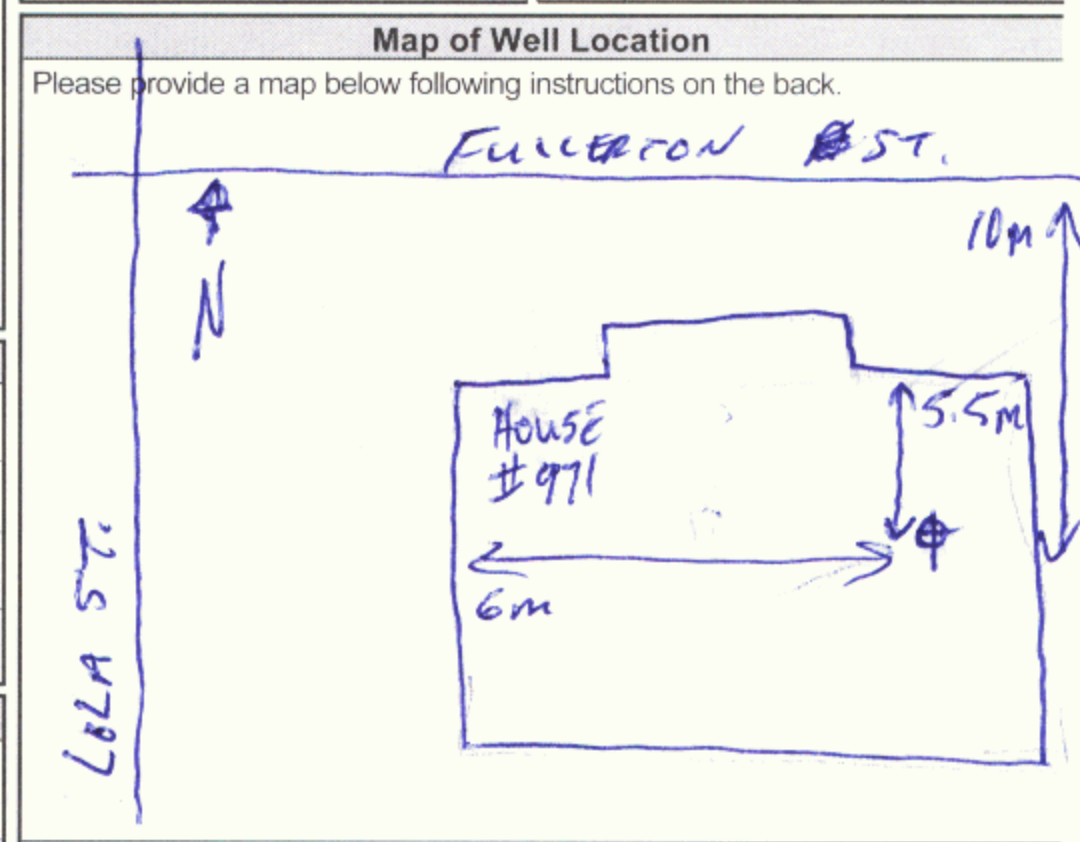 Map of Well Location
Please provide a map below following instructions on the back.
FULLERTON ST.
N
10m
HOUSE
#971
5.5m
6m
LOLA ST.